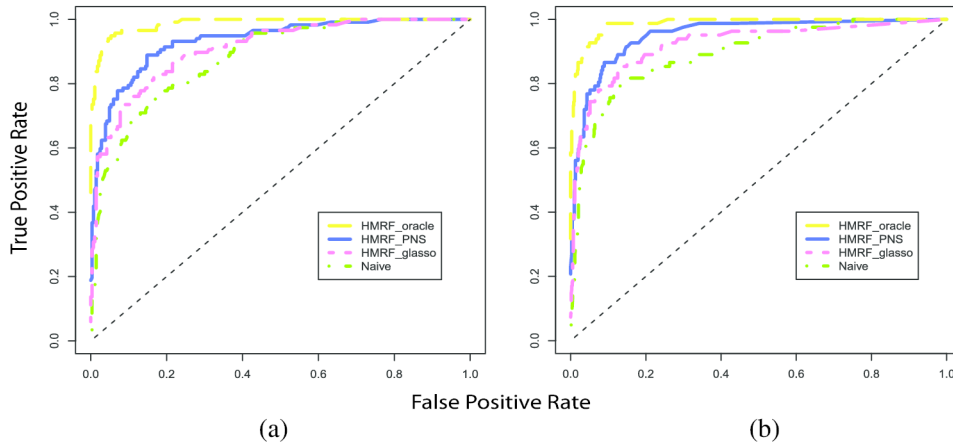 True Positive Rate
1.0
0.8
0.6
0.4
0.2
0.0
HMRF_oracle
HMRF_PNS
HMRF_glasso
Naive
0.0 0.2 0.4 0.6 0.8 1.0
1.0
0.8
0.6
0.4
0.2
0.0
HMRF_oracle
HMRF_PNS
HMRF_glasso
Naive
0.0 0.2 0.4 0.6 0.8 1.0
False Positive Rate
(a)
(b)